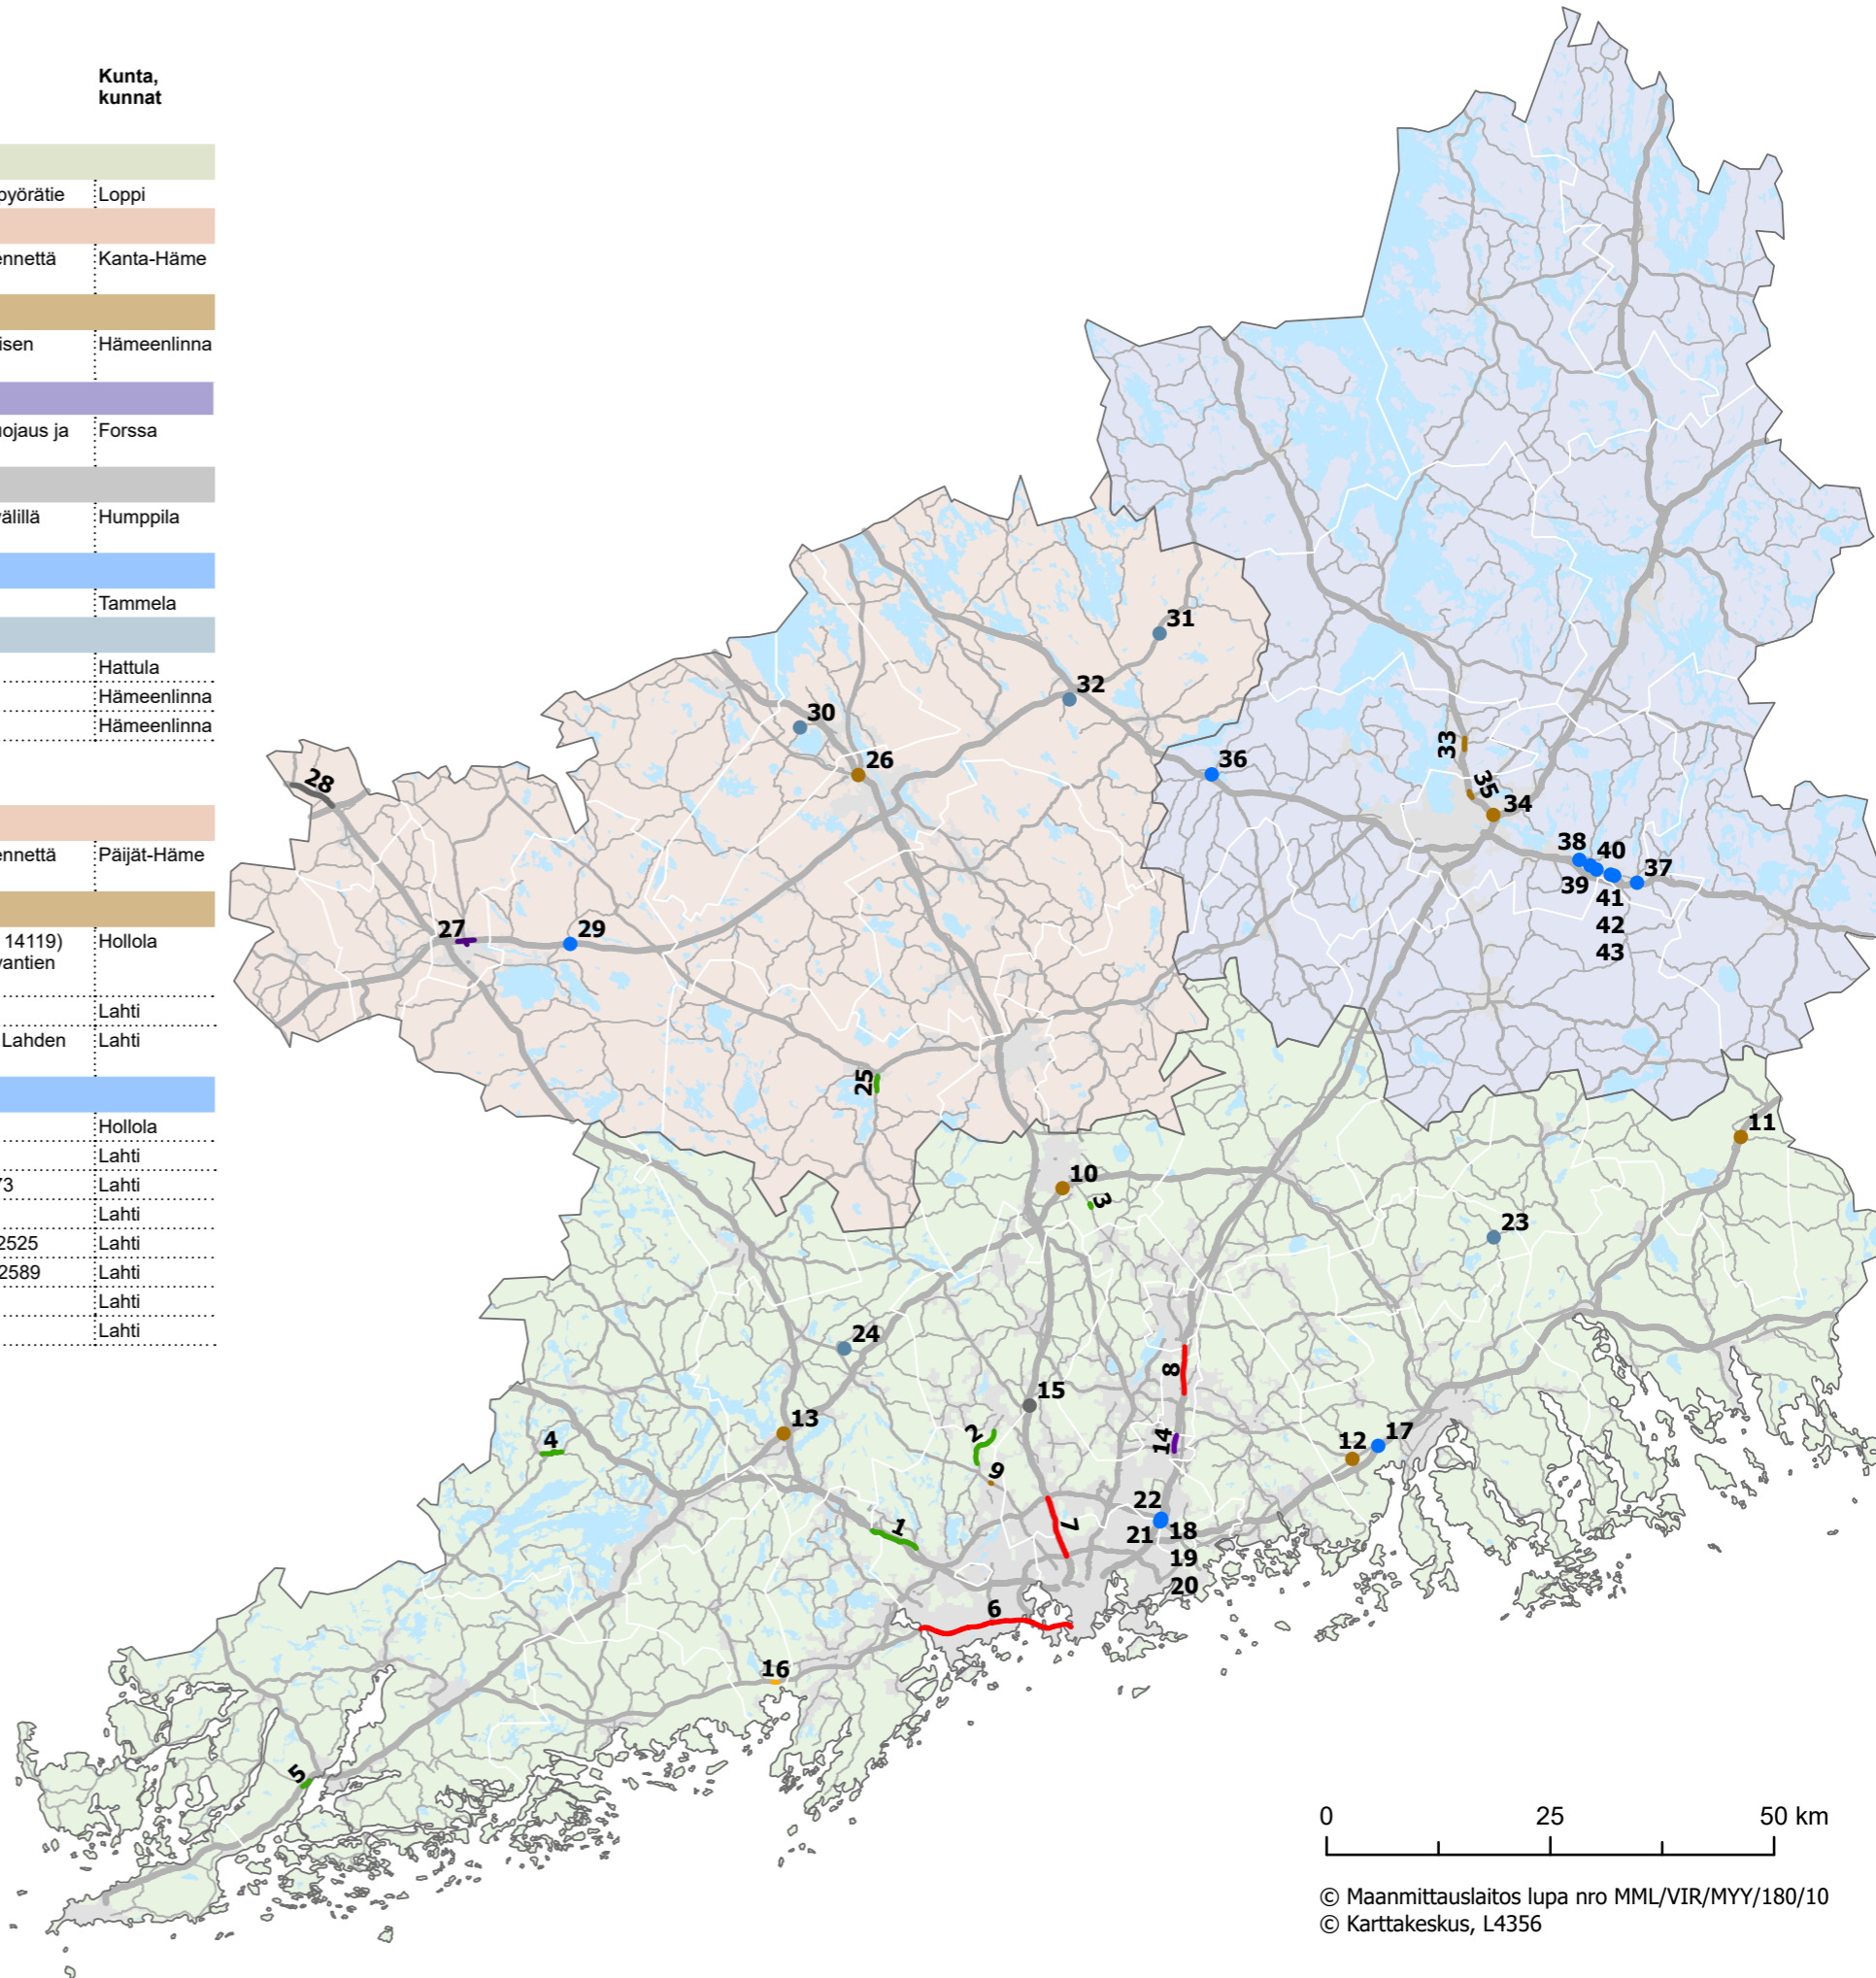 Kunta,
kunnat
pyörätie Loppi
ennettä Kanta-Häme
isen Hämeenlinna
uojaus ja Forssa
välillä Humppila
Tammela
Hattula
Hämeenlinna
Hämeenlinna
ennettä Päijät-Häme
14119) Hollola
vantien
Lahti
Lahden Lahti
Hollola
Lahti
73 Lahti
Lahti
2525 Lahti
2589 Lahti
Lahti
Lahti
31
32
30
26
36
33
35
34
28
38
40
39
37
41
42
43
27
29
25
11
10
3
23
24
8
15
13
2
14
4
9
12
17
22
1
7
21
18
19
20
6
16
5
0 25 50 km
© Maanmittauslaitos lupa nro MML/VIR/MYY/180/10
© Karttakeskus, L4356